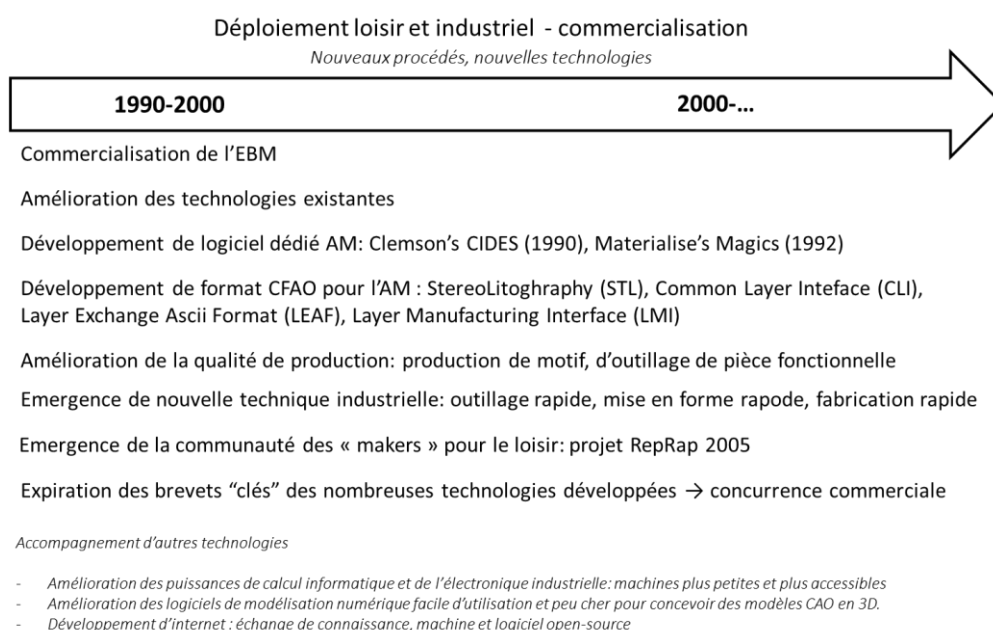 Déploiement loisir et industriel - commercialisation
Nouveaux procédés, nouvelles technologies
1990-2000 2000-...
Commercialisation de l'EBM
Amélioration des technologies existantes
Développement de logiciel dédié AM: Clemson's CIDES (1990), Materialise's Magics (1992)
Développement de format CFAO pour l'AM : StereoLitoghraphy (STL), Common Layer Inteface (CLI),
Layer Exchange Ascii Format (LEAF), Layer Manufacturing Interface (LMI)
Amélioration de la qualité de production: production de motif, d'outillage de pièce fonctionnelle
Emergence de nouvelle technique industrielle: outillage rapide, mise en forme rapode, fabrication rapide
Emergence de la communauté des « makers » pour le loisir: projet RepRap 2005
Expiration des brevets “clés” des nombreuses technologies développées → concurrence commerciale
Accompagnement d'autres technologies
- Amélioration des puissances de calcul informatique et de l'électronique industrielle: machines plus petites et plus accessibles
- Amélioration des logiciels de modélisation numérique facile d'utilisation et peu cher pour concevoir des modèles CAO en 3D.
- Développement d'internet : échange de connaissance, machine et logiciel open-source